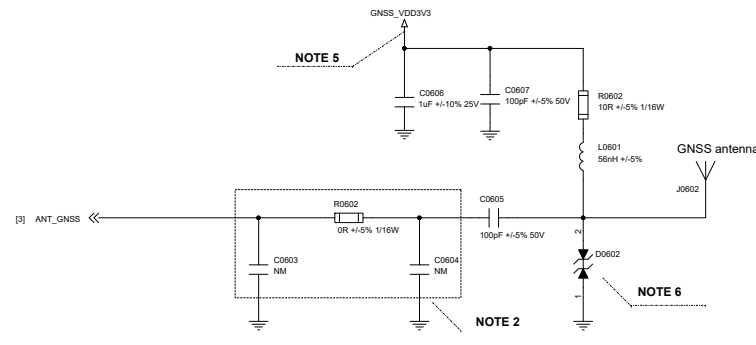 GNSS_VDD3V3
NOTE 5
C0606
1uF +/-10% 25V
C0607
100pF +/-5% 50V
R0602
10R +/-5% 1/16W
L0601
56nH +/-5%
GNSS antenna
J0602
[3] ANT_GNSS
R0602
0R +/-5% 1/16W
C0605
100pF +/-5% 50V
C0603
NM
C0604
NM
2
D0602
1
NOTE 6
NOTE 2